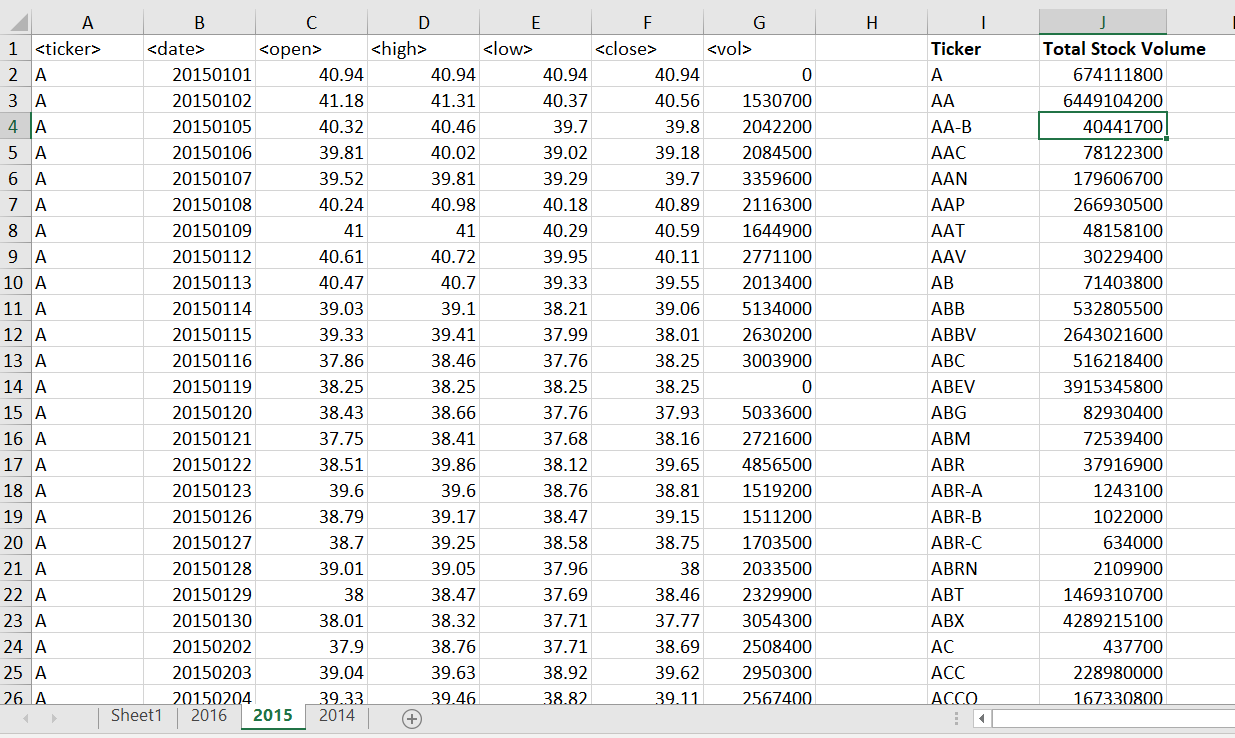 A B C D E F G H I J
1 <ticker> <date> <open> <high> <low> <close> <vol> Ticker Total Stock Volume
2 A 20150101 40.94 40.94 40.94 40.94 0 A 674111800
3 A 20150102 41.18 41.31 40.37 40.56 1530700 AA 6449104200
4 A 20150105 40.32 40.46 39.7 39.8 2042200 AA-B 40441700
5 A 20150106 39.81 40.02 39.02 39.18 2084500 AAC 78122300
6 A 20150107 39.52 39.81 39.29 39.7 3359600 AAN 179606700
7 A 20150108 40.24 40.98 40.18 40.89 2116300 AAP 266930500
8 A 20150109 41 41 40.29 40.59 1644900 AAT 48158100
9 A 20150112 40.61 40.72 39.95 40.11 2771100 AAV 30229400
10 A 20150113 40.47 40.7 39.33 39.55 2013400 AB 71403800
11 A 20150114 39.03 39.1 38.21 39.06 5134000 ABB 532805500
12 A 20150115 39.33 39.41 37.99 38.01 2630200 ABBV 2643021600
13 A 20150116 37.86 38.46 37.76 38.25 3003900 ABC 516218400
14 A 20150119 38.25 38.25 38.25 38.25 0 ABEV 3915345800
15 A 20150120 38.43 38.66 37.76 37.93 5033600 ABG 82930400
16 A 20150121 37.75 38.41 37.68 38.16 2721600 ABM 72539400
17 A 20150122 38.51 39.86 38.12 39.65 4856500 ABR 37916900
18 A 20150123 39.6 39.6 38.76 38.81 1519200 ABR-A 1243100
19 A 20150126 38.79 39.17 38.47 39.15 1511200 ABR-B 1022000
20 A 20150127 38.7 39.25 38.58 38.75 1703500 ABR-C 634000
21 A 20150128 39.01 39.05 37.96 38 2033500 ABRN 2109900
22 A 20150129 38 38.47 37.69 38.46 2329900 ABT 1469310700
23 A 20150130 38.01 38.32 37.71 37.77 3054300 ABX 4289215100
24 A 20150202 37.9 38.76 37.71 38.69 2508400 AC 437700
25 A 20150203 39.04 39.63 38.92 39.62 2950300 ACC 228980000
26 A 20150204 39.33 39.46 38.82 39.11 2567400 ACCO 167330800
Sheet1 2016 2015 2014